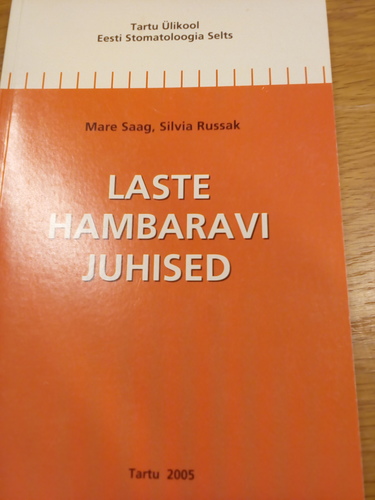 Tartu Ülikool
Eesti Stomatoloogia Selts
Mare Saag, Silvia Russak
LASTE
HAMBARAVI
JUHISED
Tartu 2005